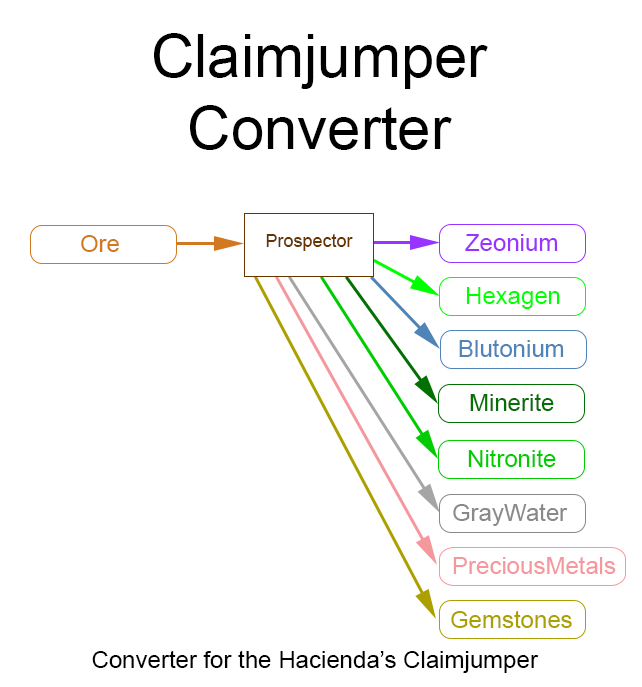 Claimjumper
Converter
Ore
Prospector
Zeonium
Hexagen
Blutonium
Minerite
Nitronite
GrayWater
PreciousMetals
Gemstones
Converter for the Hacienda’s Claimjumper